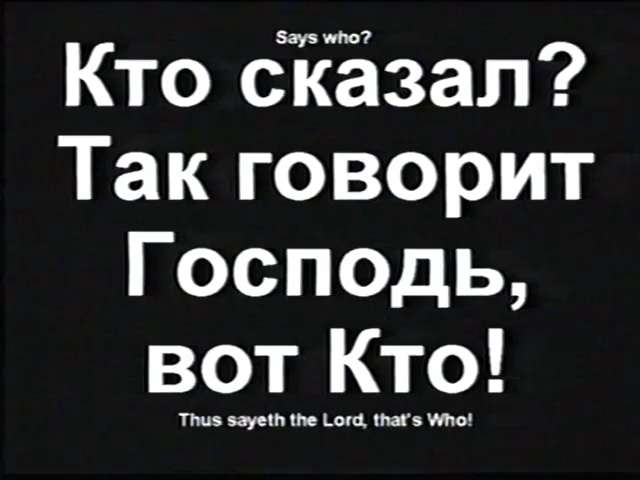 Says who?
Кто сказал?
Так говорит
Господь,
вот Кто!
Thus sayeth the Lord, that's Who!